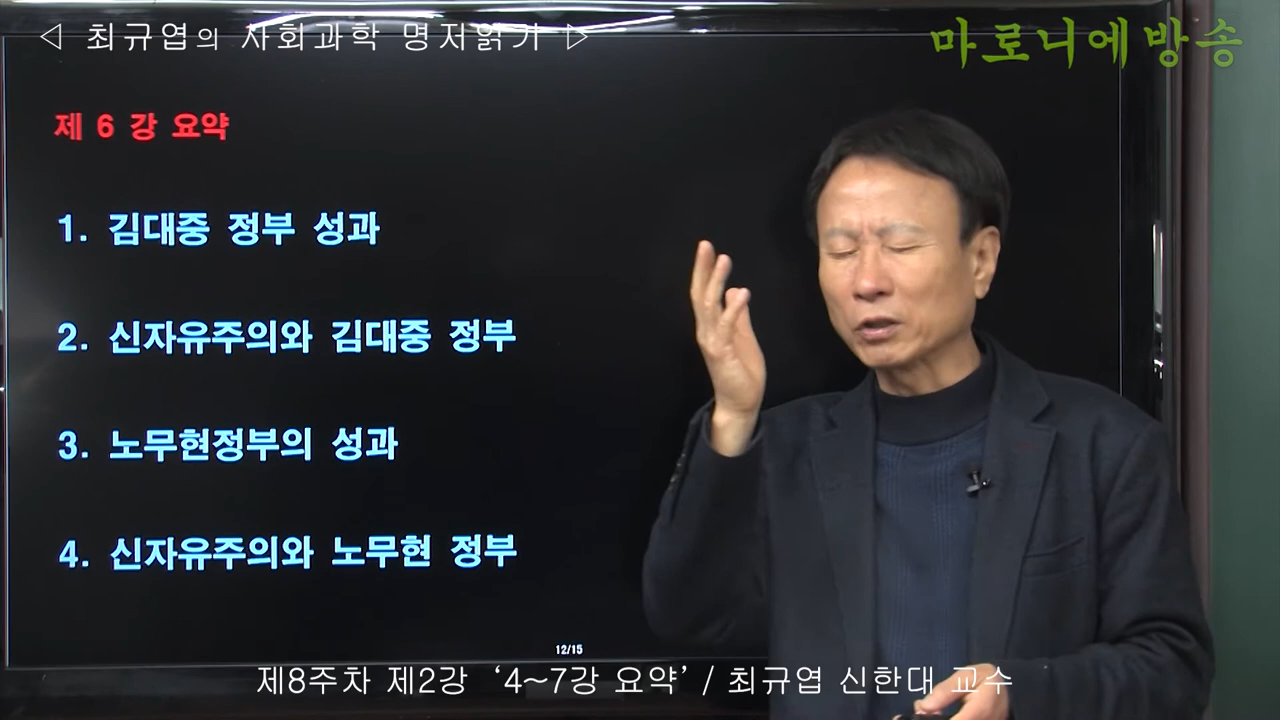 ◁ 최규엽의 사회과학 명저읽기 ▷
마로니에방송
제 6 강 요약
1. 김대중 정부 성과
2. 신자유주의와 김대중 정부
3. 노무현정부의 성과
4. 신자유주의와 노무현 정부
12/15
제8주차 제2강 ‘4~7강 요약’ / 최규엽 신한대 교수